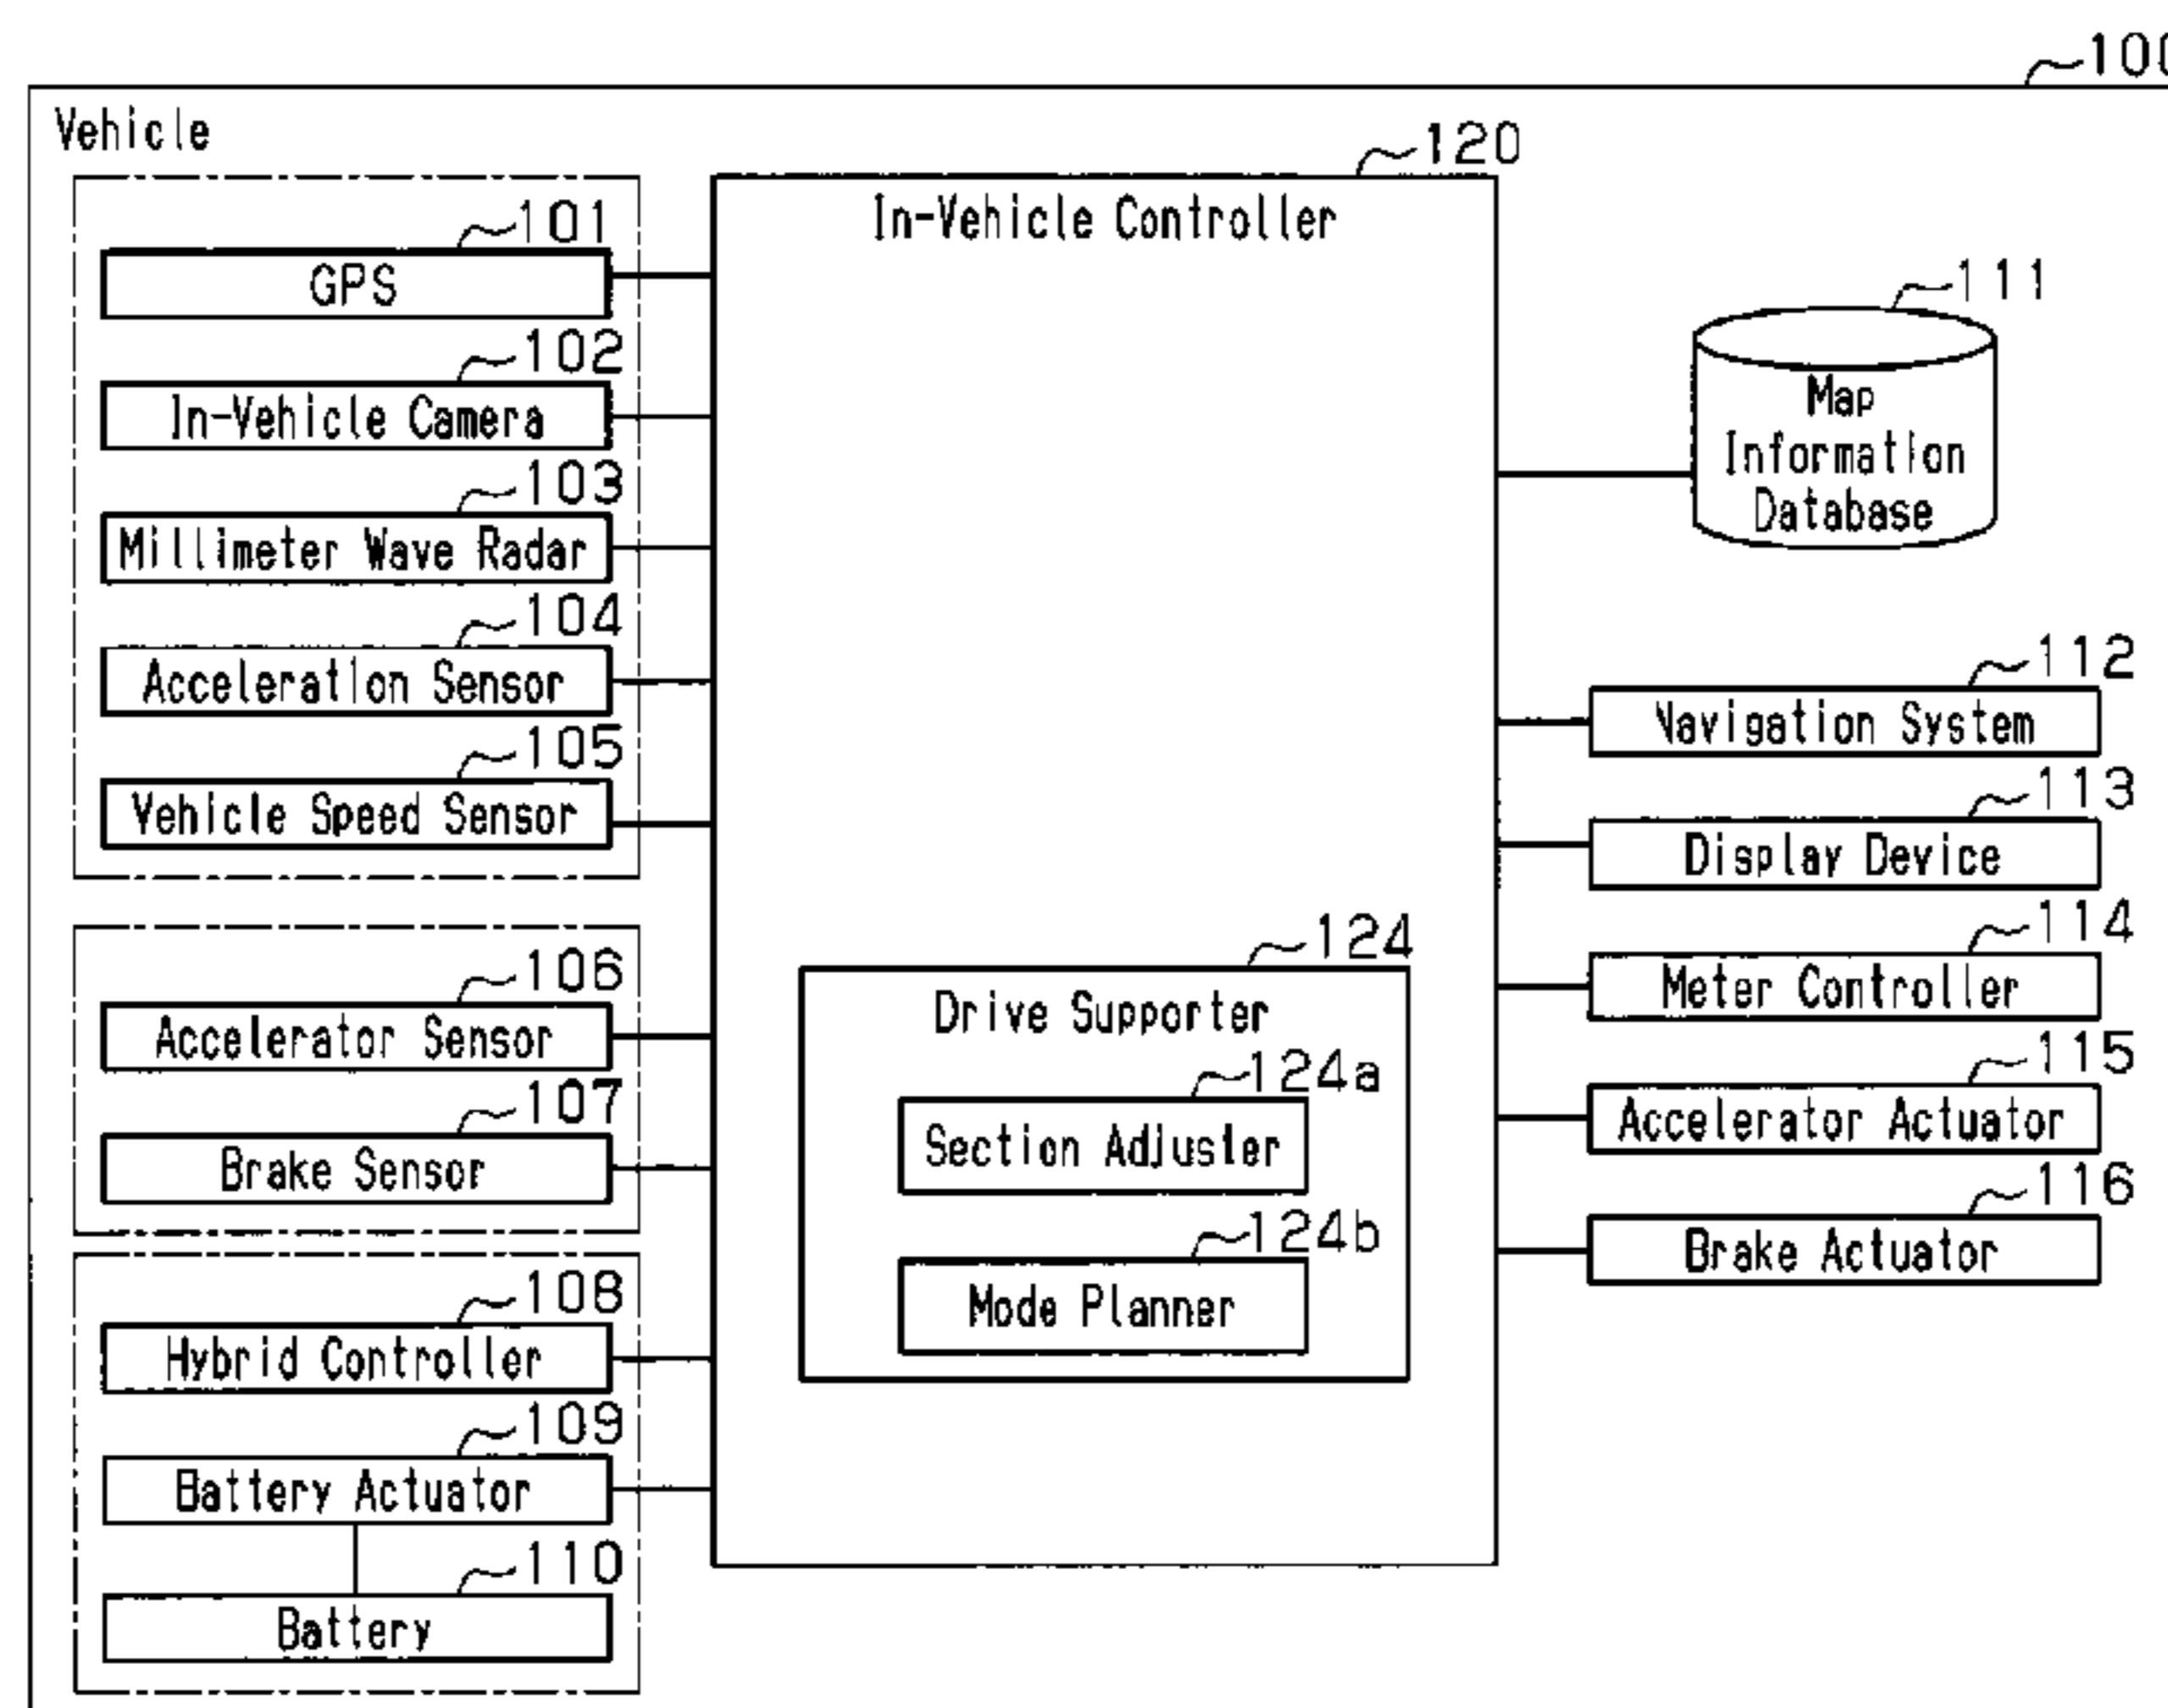 100
Vehicle
120
In-Vehicle Controller
101
GPS
102
In-Vehicle Camera
103
Millimeter Wave Radar
104
Acceleration Sensor
105
Vehicle Speed Sensor
106
Accelerator Sensor
107
Brake Sensor
108
Hybrid Controller
109
Battery Actuator
110
Battery
124
Drive Supporter
124a
Section Adjuster
124b
Mode Planner
111
Map
Information
Database
112
Navigation System
113
Display Device
114
Meter Controller
115
Accelerator Actuator
116
Brake Actuator